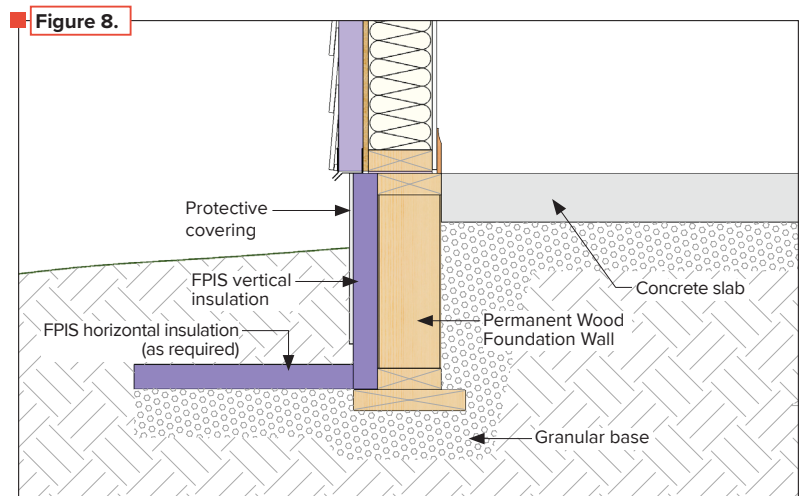 Figure 8.
Protective
covering
FPIS vertical
insulation
Concrete slab
FPIS horizontal insulation
(as required)
Permanent Wood
Foundation Wall
Granular base